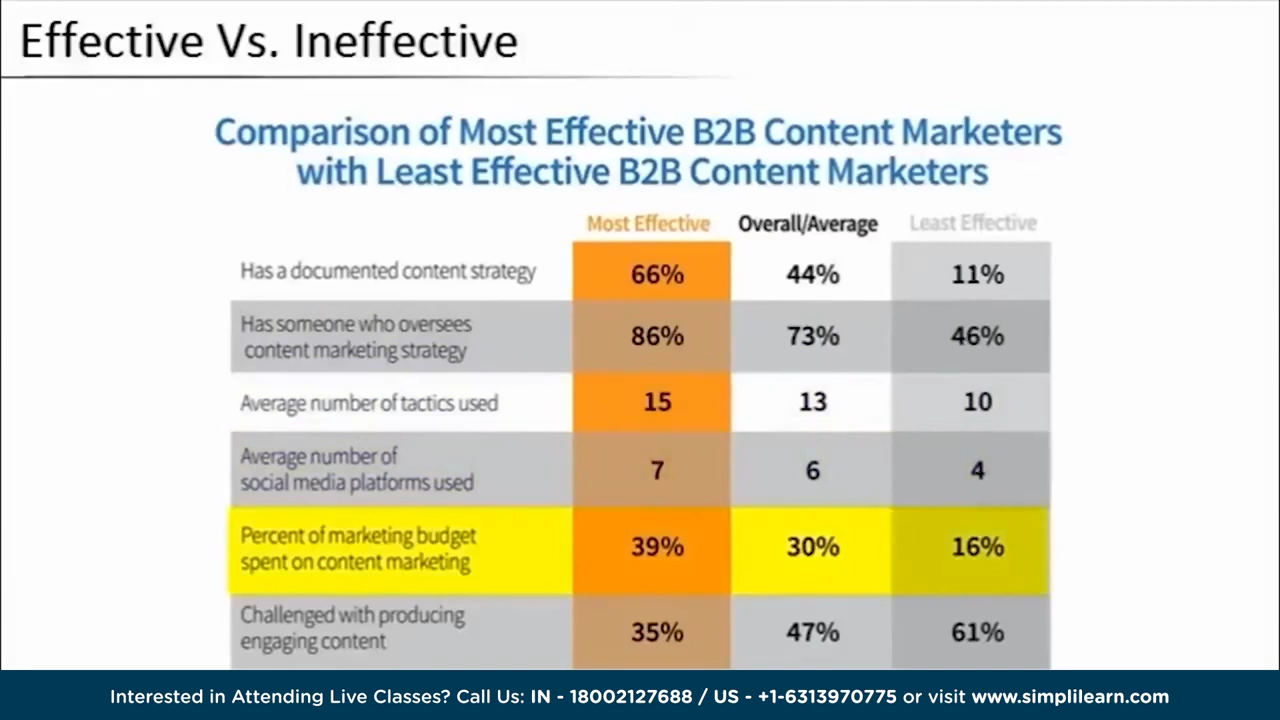 Effective Vs. Ineffective
Comparison of Most Effective B2B Content Marketers
with Least Effective B2B Content Marketers
Most Effective Overall/Average Least Effective
Has a documented content strategy 66% 44% 11%
Has someone who oversees
content marketing strategy 86% 73% 46%
Average number of tactics used 15 13 10
Average number of
social media platforms used 7 6 4
Percent of marketing budget
spent on content marketing 39% 30% 16%
Challenged with producing
engaging content 35% 47% 61%
Interested in Attending Live Classes? Call Us: IN - 18002127688 / US - +1-6313970775 or visit www.simplilearn.com